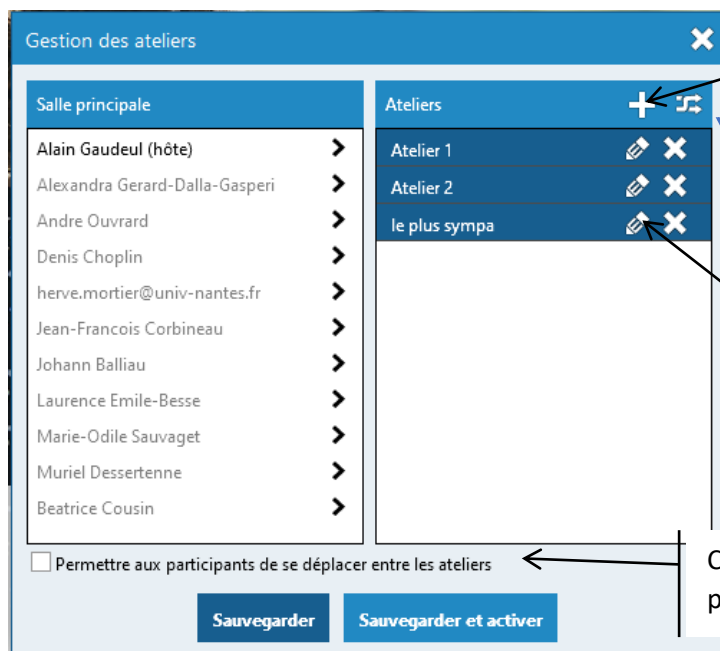 Gestion des ateliers
Salle principale
Ateliers
Alain Gaudeul (hôte)
Alexandra Gerard-Dalla-Gasperi
Andre Ouvrard
Denis Choplin
herve.mortier@univ-nantes.fr
Jean-Francois Corbineau
Johann Balliau
Laurence Emile-Besse
Marie-Odile Sauvaget
Muriel Dessertenne
Beatrice Cousin
Atelier 1
Atelier 2
le plus sympa
Permettre aux participants de se déplacer entre les ateliers
Sauvegarder
Sauvegarder et activer